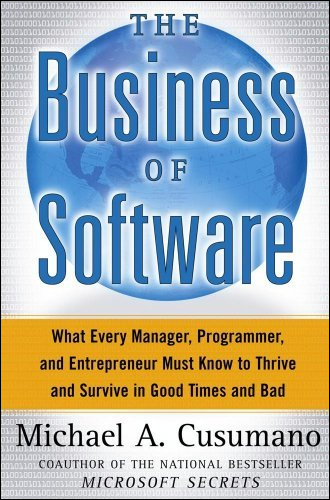 THE
Business
OF
Software
What Every Manager, Programmer,
and Entrepreneur Must Know to Thrive
and Survive in Good Times and Bad
Michael A. Cusumano
COAUTHOR OF THE NATIONAL BESTSELLER
MICROSOFT SECRETS